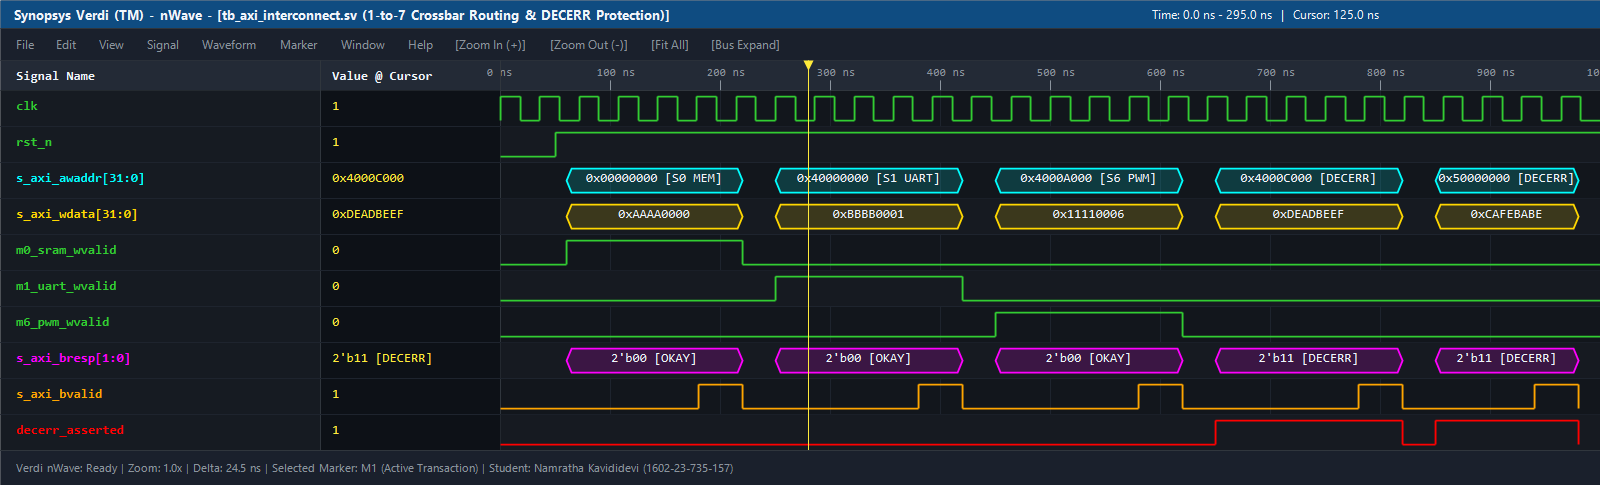 Synopsys Verdi (TM) - nWave - [tb_axi_interconnect.sv (1-to-7 Crossbar Routing & DECERR Protection)] Time: 0.0 ns - 295.0 ns | Cursor: 125.0 ns
File Edit View Signal Waveform Marker Window Help [Zoom In (+)] [Zoom Out (-)] [Fit All] [Bus Expand]
Signal Name Value @ Cursor 0 ns 100 ns 200 ns 300 ns 400 ns 500 ns 600 ns 700 ns 800 ns 900 ns 10
clk 1
rst_n 1
s_axi_awaddr[31:0] 0x4000C000 0x00000000 [S0 MEM] 0x40000000 [S1 UART] 0x4000A000 [S6 PWM] 0x4000C000 [DECERR] 0x50000000 [DECERR]
s_axi_wdata[31:0] 0xDEADBEEF 0xAAAA0000 0xBBBB0001 0x11110006 0xDEADBEEF 0xCAFEBABE
m0_sram_wvalid 0
m1_uart_wvalid 0
m6_pwm_wvalid 0
s_axi_bresp[1:0] 2'b11 [DECERR] 2'b00 [OKAY] 2'b00 [OKAY] 2'b00 [OKAY] 2'b11 [DECERR] 2'b11 [DECERR]
s_axi_bvalid 1
decerr_asserted 1
Verdi nWave: Ready | Zoom: 1.0x | Delta: 24.5 ns | Selected Marker: M1 (Active Transaction) | Student: Namratha Kavididevi (1602-23-735-157)